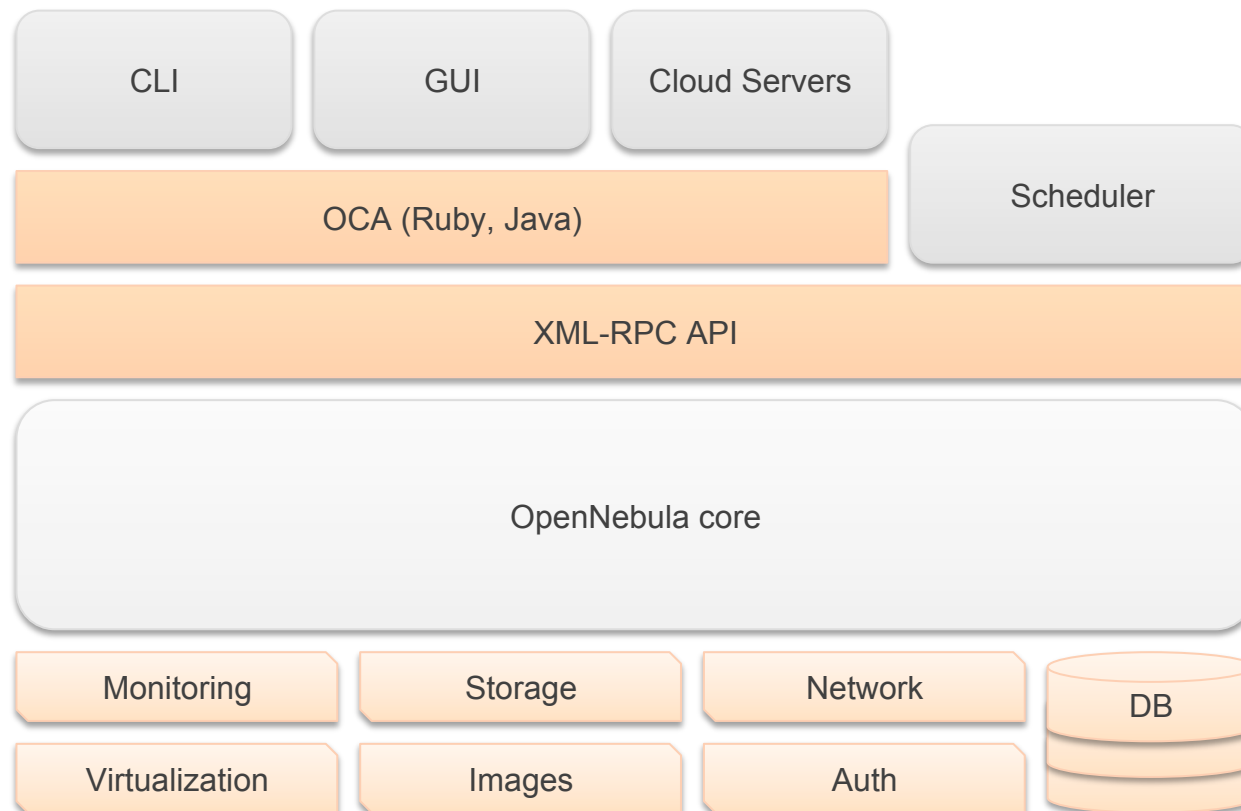 CLI
GUI
Cloud Servers
Scheduler
OCA (Ruby, Java)
XML-RPC API
OpenNebula core
Monitoring
Storage
Network
DB
Virtualization
Images
Auth